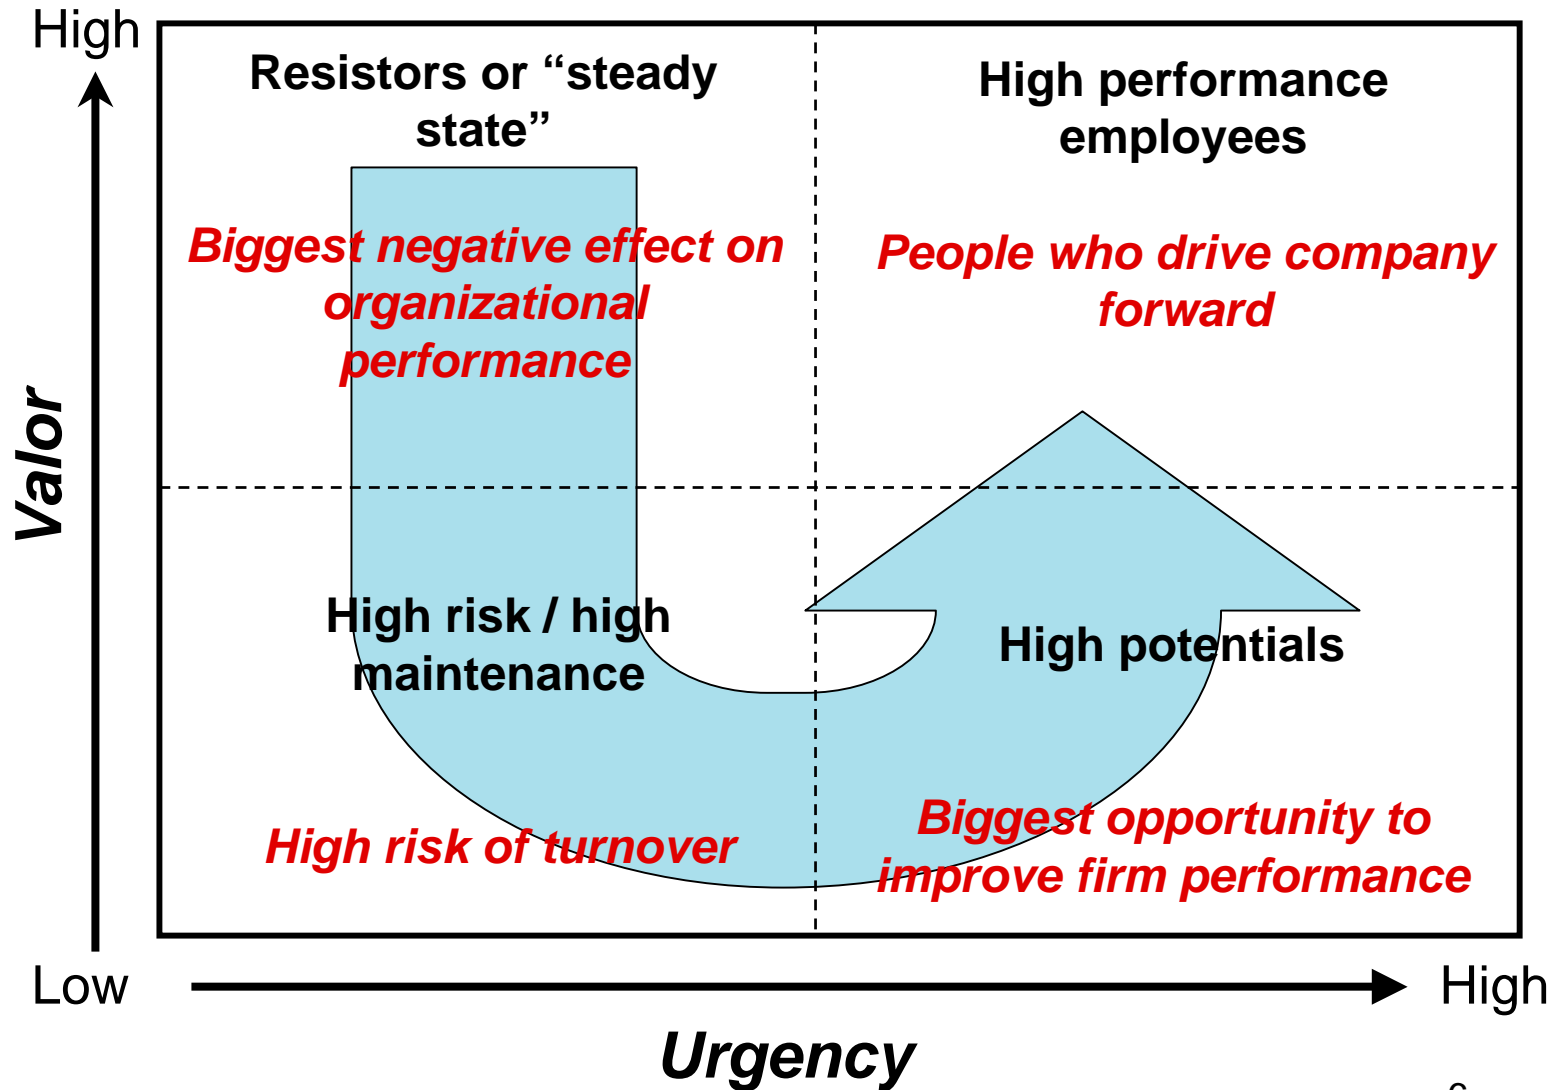 High
Resistors or “steady
state”
Biggest negative effect on
organizational
performance
High performance
employees
People who drive company
forward
Valor
High risk / high
maintenance
High risk of turnover
High potentials
Biggest opportunity to
improve firm performance
Low
High
Urgency